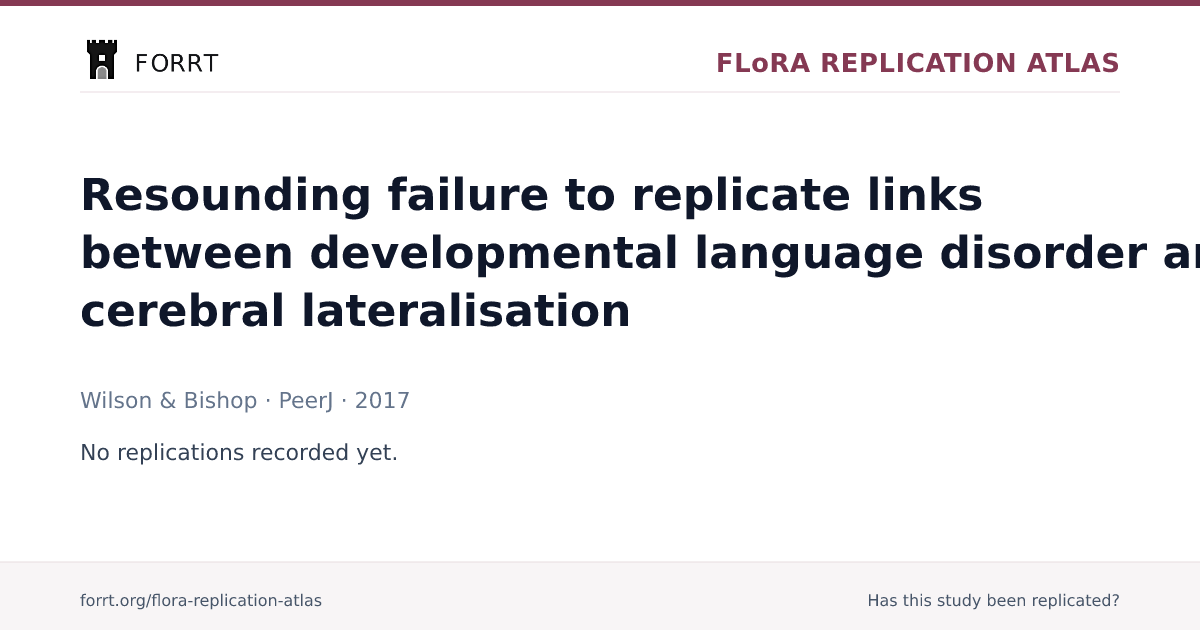 FORRT
FLoRA REPLICATION ATLAS
Resounding failure to replicate links
between developmental language disorder
cerebral lateralisation
Wilson & Bishop · PeerJ · 2017
No replications recorded yet.
forrt.org/flora-replication-atlas
Has this study been replicated?